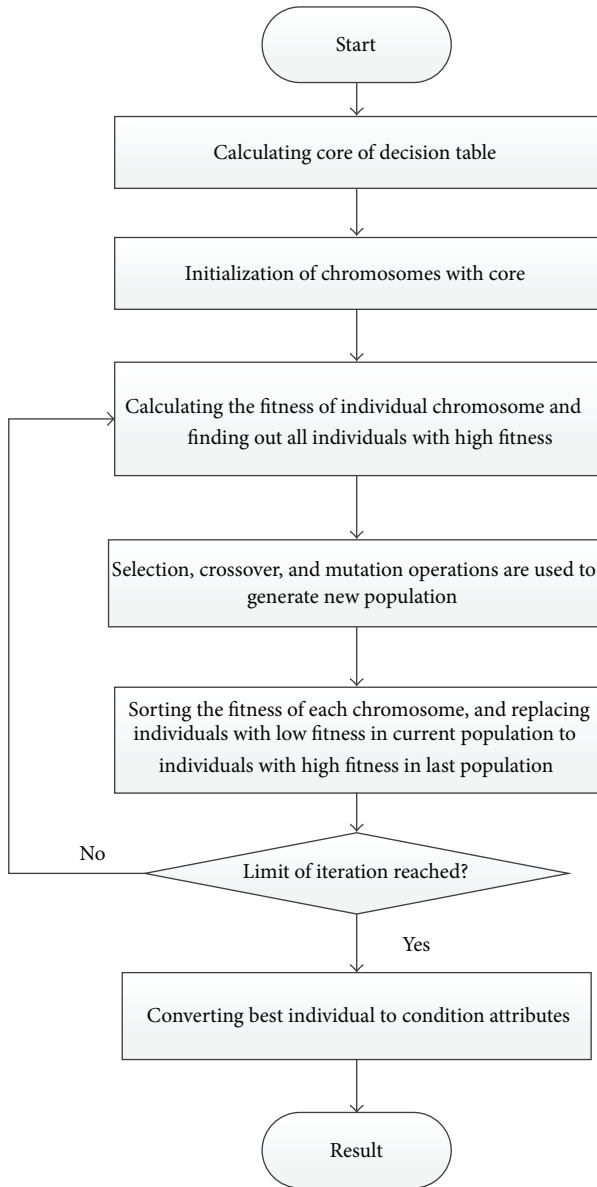 Start
Calculating core of decision table
Initialization of chromosomes with core
Calculating the fitness of individual chromosome and
finding out all individuals with high fitness
Selection, crossover, and mutation operations are used to
generate new population
Sorting the fitness of each chromosome, and replacing
individuals with low fitness in current population to
individuals with high fitness in last population
No
Limit of iteration reached?
Yes
Converting best individual to condition attributes
Result